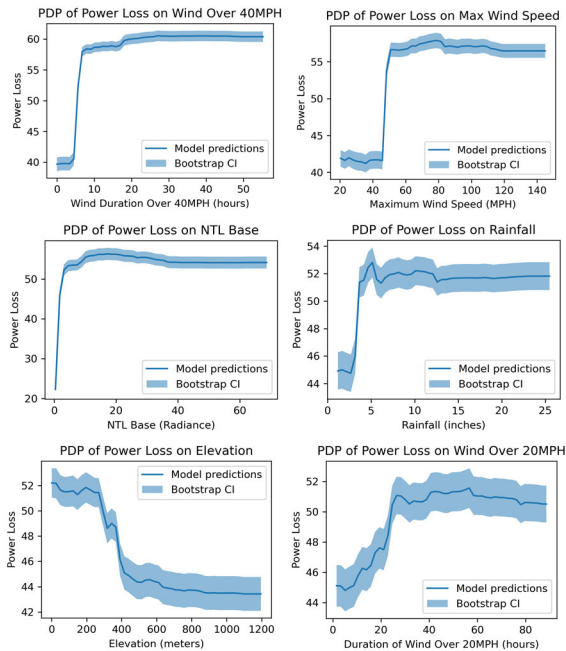 PDP of Power Loss on Wind Over 40MPH
Power Loss
60
55
50
45
40
Model predictions
Bootstrap CI
0 10 20 30 40 50
Wind Duration Over 40MPH (hours)
PDP of Power Loss on Max Wind Speed
Power Loss
55
50
45
40
Model predictions
Bootstrap CI
20 40 60 80 100 120 140
Maximum Wind Speed (MPH)
PDP of Power Loss on NTL Base
Power Loss
50
40
30
20
Model predictions
Bootstrap CI
0 20 40 60
NTL Base (Radiance)
PDP of Power Loss on Rainfall
Power Loss
54
52
50
48
46
44
Model predictions
Bootstrap CI
0 5 10 15 20 25
Rainfall (inches)
PDP of Power Loss on Elevation
Power Loss
52
50
48
46
44
42
Model predictions
Bootstrap CI
0 200 400 600 800 1000 1200
Elevation (meters)
PDP of Power Loss on Wind Over 20MPH
Power Loss
52
50
48
46
44
Model predictions
Bootstrap CI
0 20 40 60 80
Duration of Wind Over 20MPH (hours)